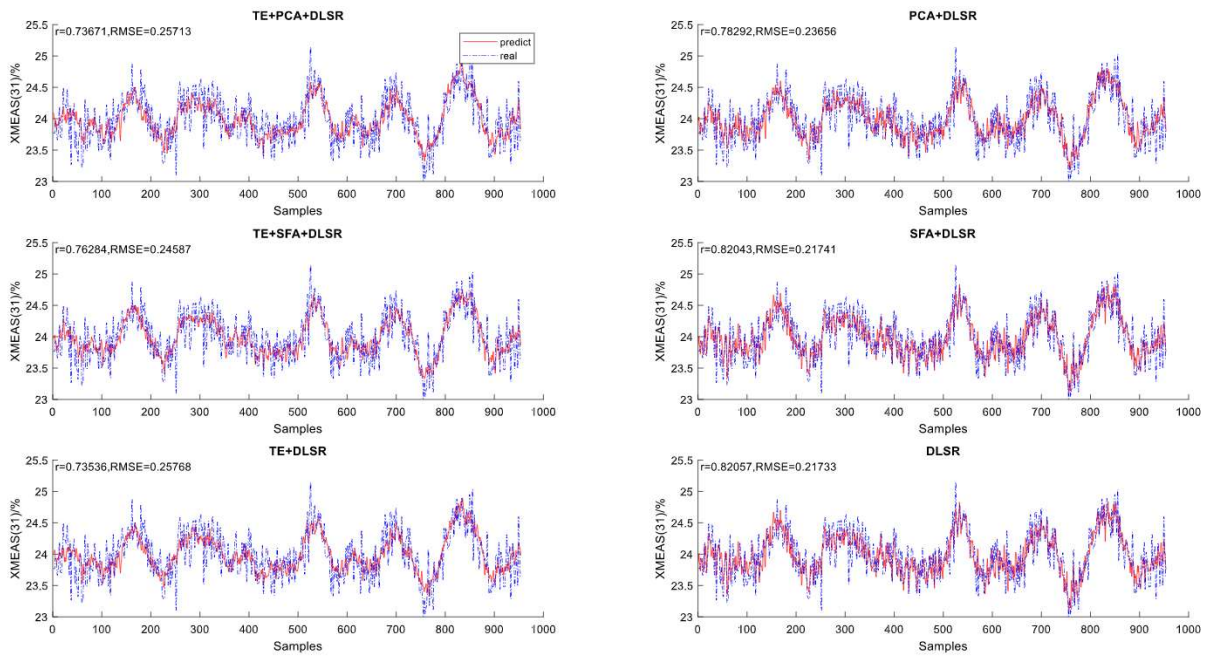 TE+PCA+DLSR
r=0.73671,RMSE=0.25713
predict
real
25.5
25
24.5
24
23.5
23
XMEAS(31)/%
0 100 200 300 400 500 600 700 800 900 1000
Samples
PCA+DLSR
r=0.78292,RMSE=0.23656
25.5
25
24.5
24
23.5
23
XMEAS(31)/%
0 100 200 300 400 500 600 700 800 900 1000
Samples
TE+SFA+DLSR
r=0.76284,RMSE=0.24587
25.5
25
24.5
24
23.5
23
XMEAS(31)/%
0 100 200 300 400 500 600 700 800 900 1000
Samples
SFA+DLSR
r=0.82043,RMSE=0.21741
25.5
25
24.5
24
23.5
23
XMEAS(31)/%
0 100 200 300 400 500 600 700 800 900 1000
Samples
TE+DLSR
r=0.73536,RMSE=0.25768
25.5
25
24.5
24
23.5
23
XMEAS(31)/%
0 100 200 300 400 500 600 700 800 900 1000
Samples
DLSR
r=0.82057,RMSE=0.21733
25.5
25
24.5
24
23.5
23
XMEAS(31)/%
0 100 200 300 400 500 600 700 800 900 1000
Samples